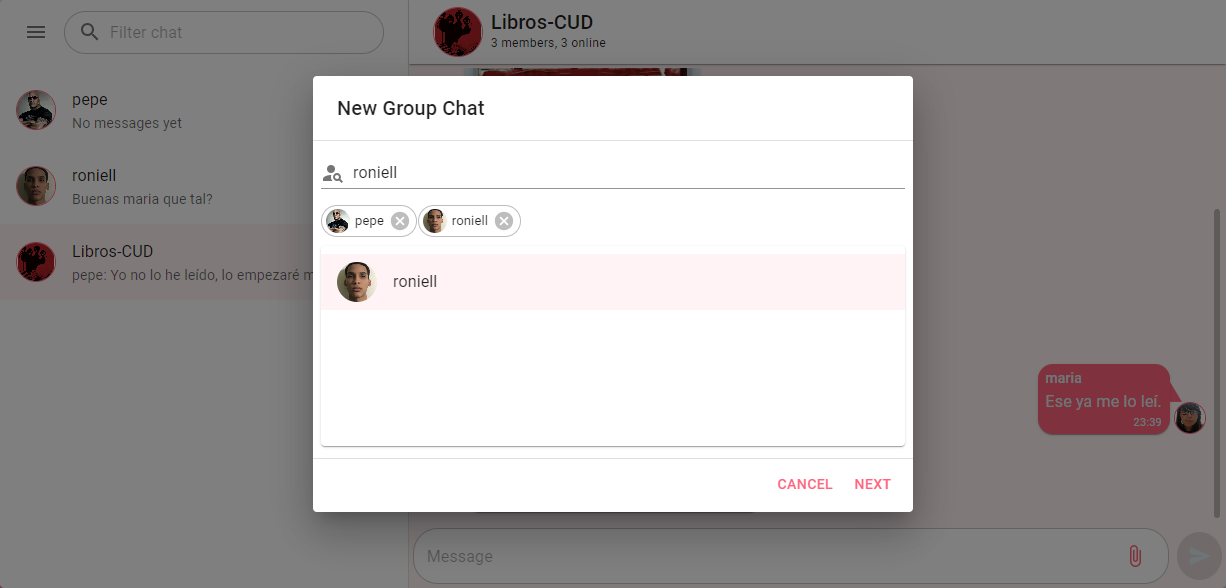 Filter chat
pepe
No messages yet
roniell
Buenas maria que tal?
Libros-CUD
pepe: Yo no lo he leído, lo empezaré
Libros-CUD
3 members, 3 online
New Group Chat
roniell
pepe
roniell
roniell
CANCEL
NEXT
maria
Ese ya me lo leí.
23:39
Message